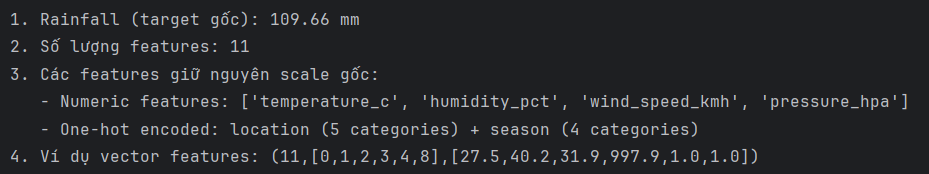 1. Rainfall (target gốc): 109.66 mm
2. Số lượng features: 11
3. Các features giữ nguyên scale gốc:
   - Numeric features: ['temperature_c', 'humidity_pct', 'wind_speed_kmh', 'pressure_hpa']
   - One-hot encoded: location (5 categories) + season (4 categories)
4. Ví dụ vector features: (11,[0,1,2,3,4,8],[27.5,40.2,31.9,997.9,1.0,1.0])